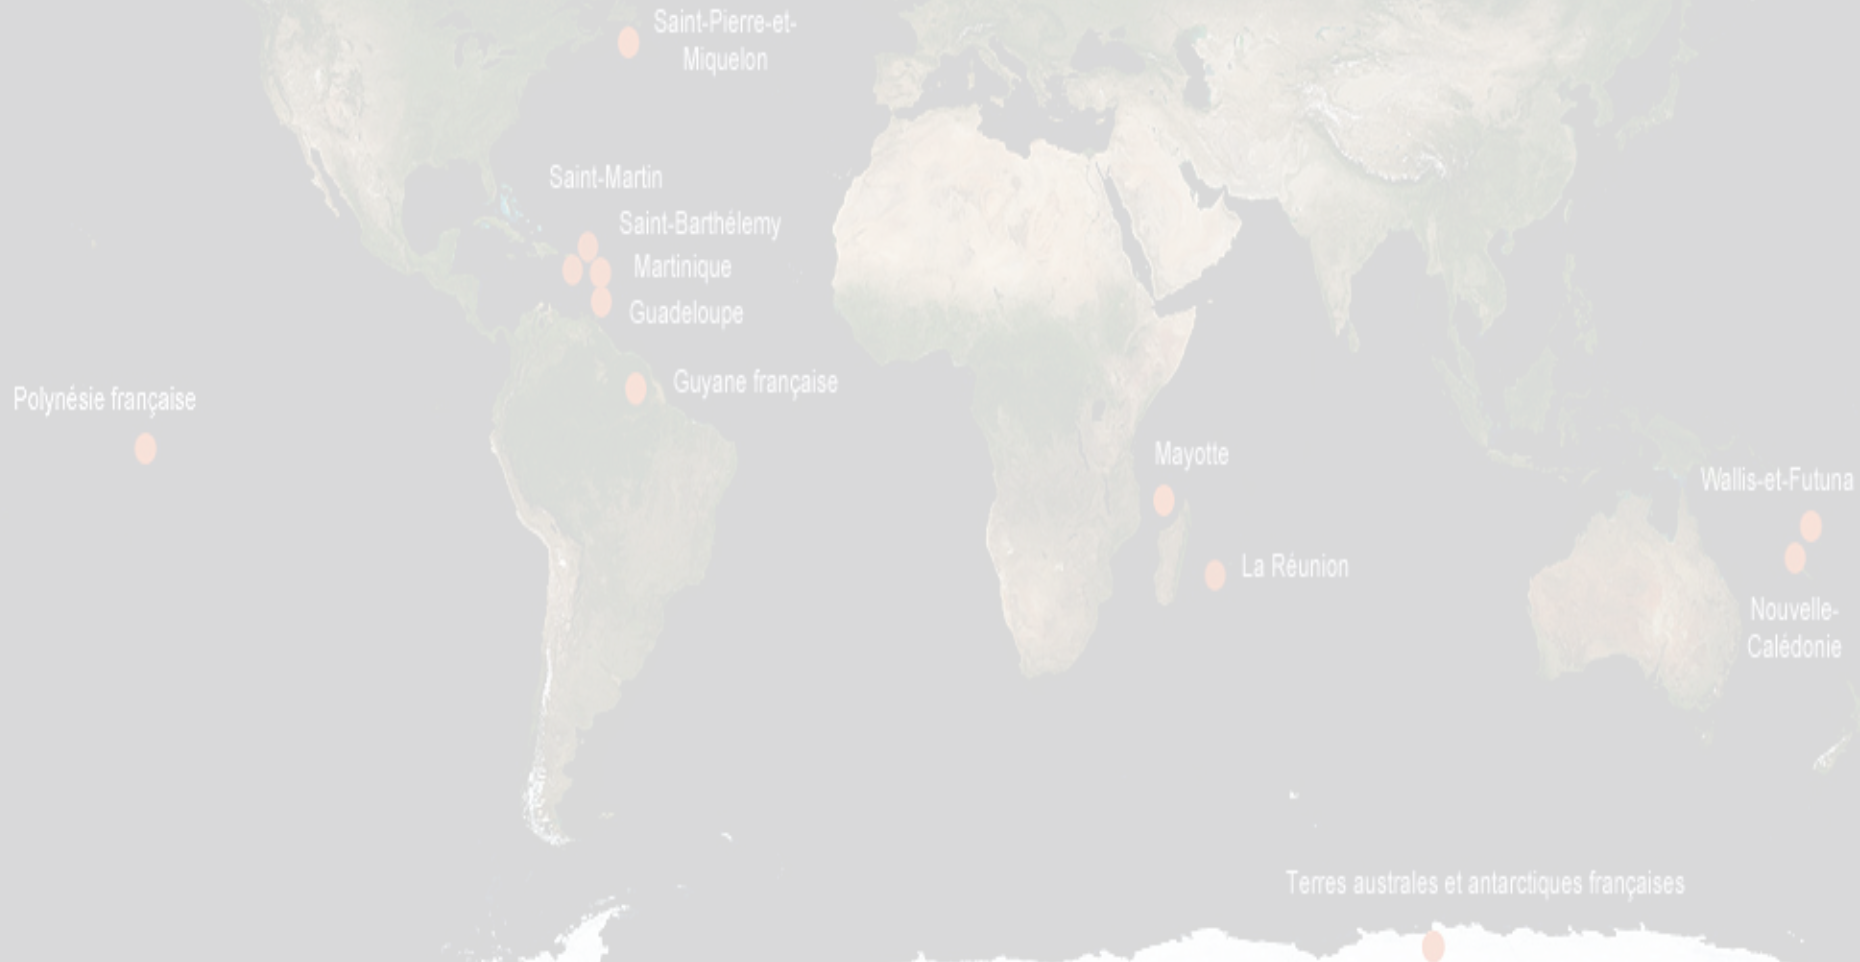 Saint-Pierre-et-
Miquelon
Saint-Martin
Saint-Barthélemy
Martinique
Guadeloupe
Guyane française
Polynésie française
Mayotte
Wallis-et-Futuna
La Réunion
Nouvelle-
Calédonie
Terres australes et antarctiques françaises